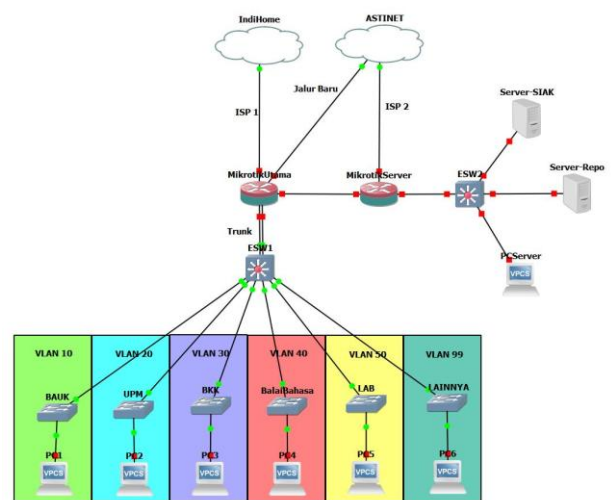 IndiHome
ASTINET
Jalur Baru
ISP 1
ISP 2
Server-SIAK
Server-Repo
MikrotikUtama
MikrotikServer
ESW2
Trunk
ESW1
PCServer
VPCS
VLAN 10
VLAN 20
VLAN 30
VLAN 40
VLAN 50
VLAN 99
BAUK
UPM
BKK
BalaiBahasa
LAB
LAINNYA
PC1
PC2
PC3
PC4
PC5
PC6
VPCS
VPCS
VPCS
VPCS
VPCS
VPCS